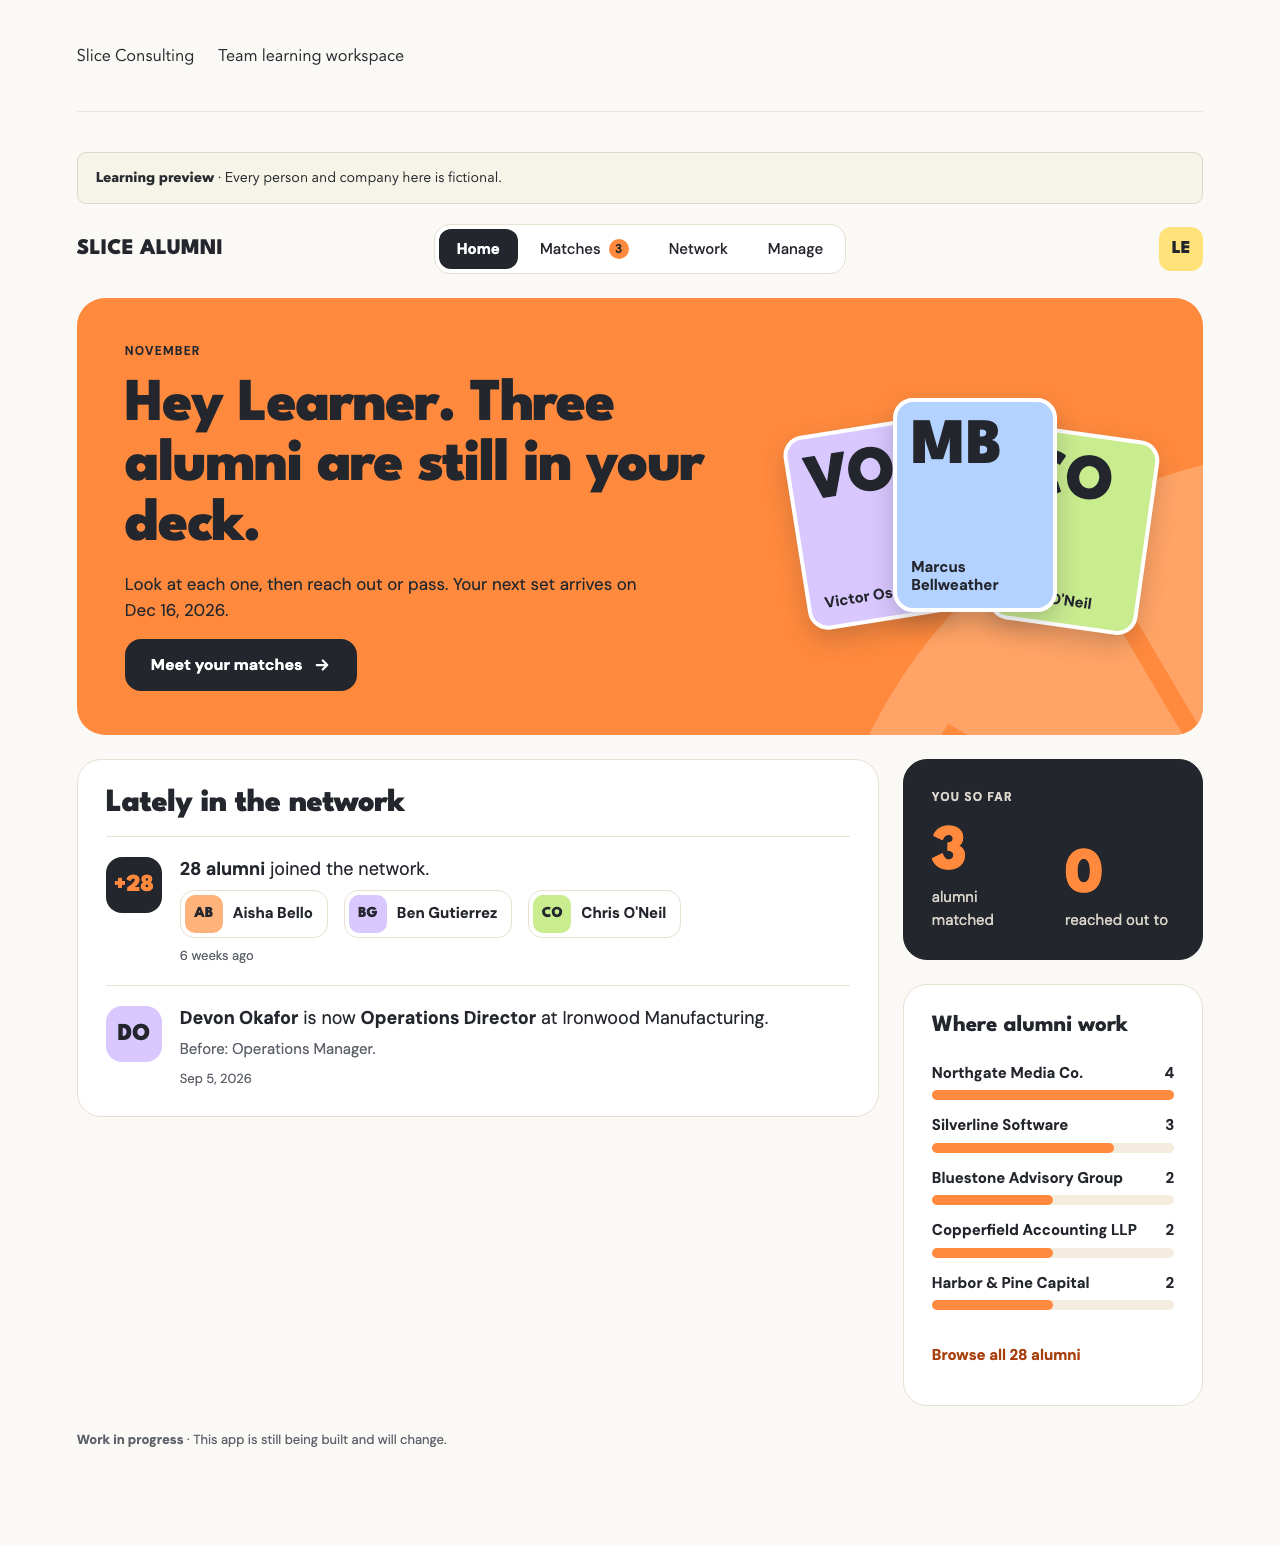 Slice Consulting Team learning workspace
Learning preview · Every person and company here is fictional.
SLICE ALUMNI
Home
Matches 3
Network
Manage
LE
NOVEMBER
Hey Learner. Three
alumni are still in your
deck.
Look at each one, then reach out or pass. Your next set arrives on
Dec 16, 2026.
Meet your matches →
VO
Victor Os
MB
Marcus
Bellweather
CO
O'Neil
Lately in the network
+28
28 alumni joined the network.
AB Aisha Bello
BG Ben Gutierrez
CO Chris O'Neil
6 weeks ago
DO
Devon Okafor is now Operations Director at Ironwood Manufacturing.
Before: Operations Manager.
Sep 5, 2026
YOU SO FAR
3
alumni
matched
0
reached out to
Where alumni work
Northgate Media Co. 4
Silverline Software 3
Bluestone Advisory Group 2
Copperfield Accounting LLP 2
Harbor & Pine Capital 2
Browse all 28 alumni
Work in progress · This app is still being built and will change.